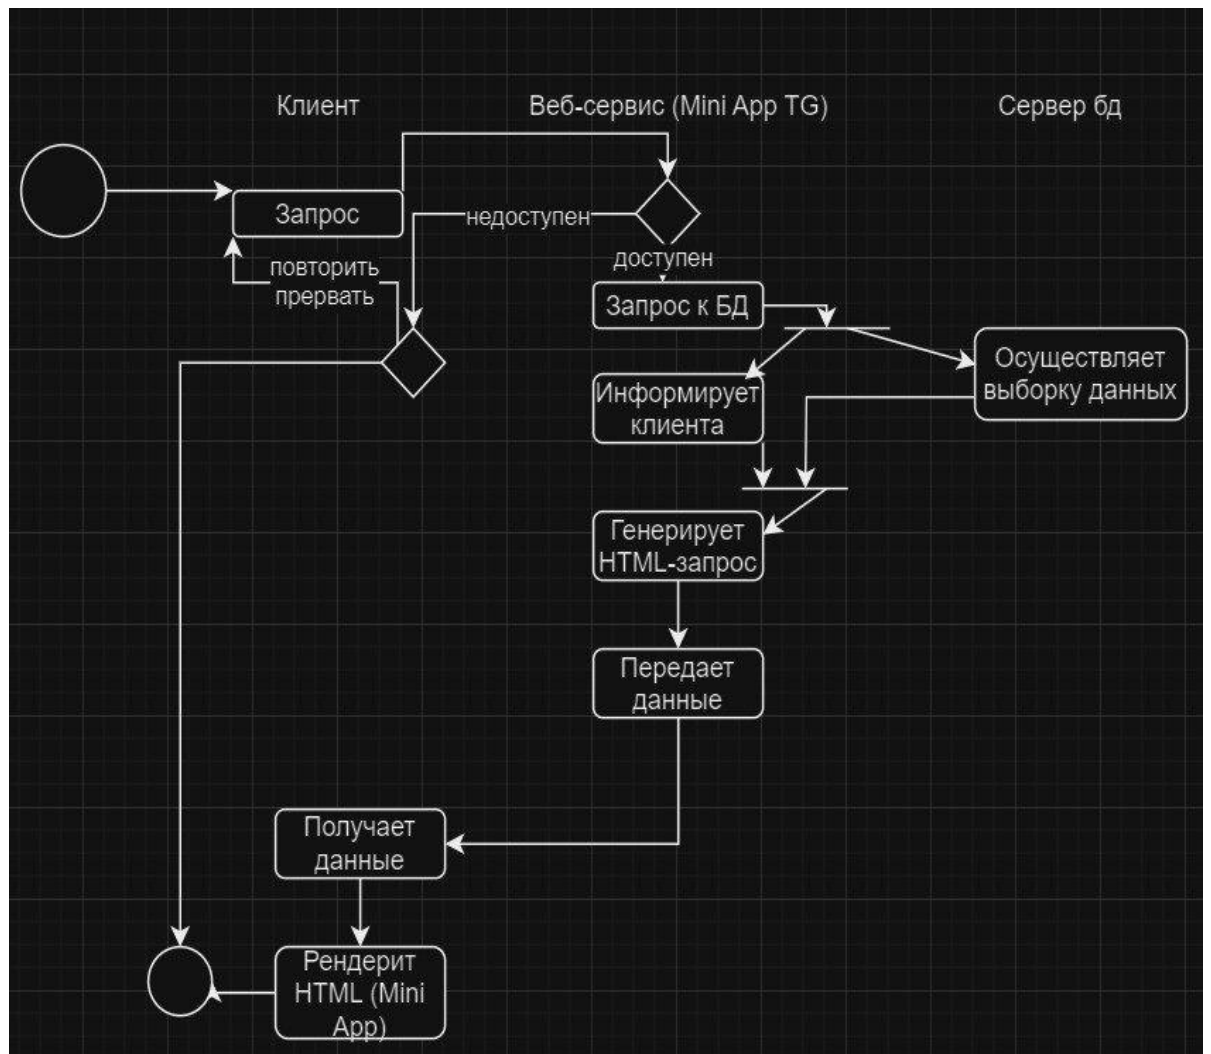 Клиент
Веб-сервис (Mini App TG)
Сервер бд
Запрос
недоступен
доступен
повторить
прервать
Запрос к БД
Осуществляет
выборку данных
Информирует
клиента
Генерирует
HTML-запрос
Передает
данные
Получает
данные
Рендерит
HTML (Mini
App)